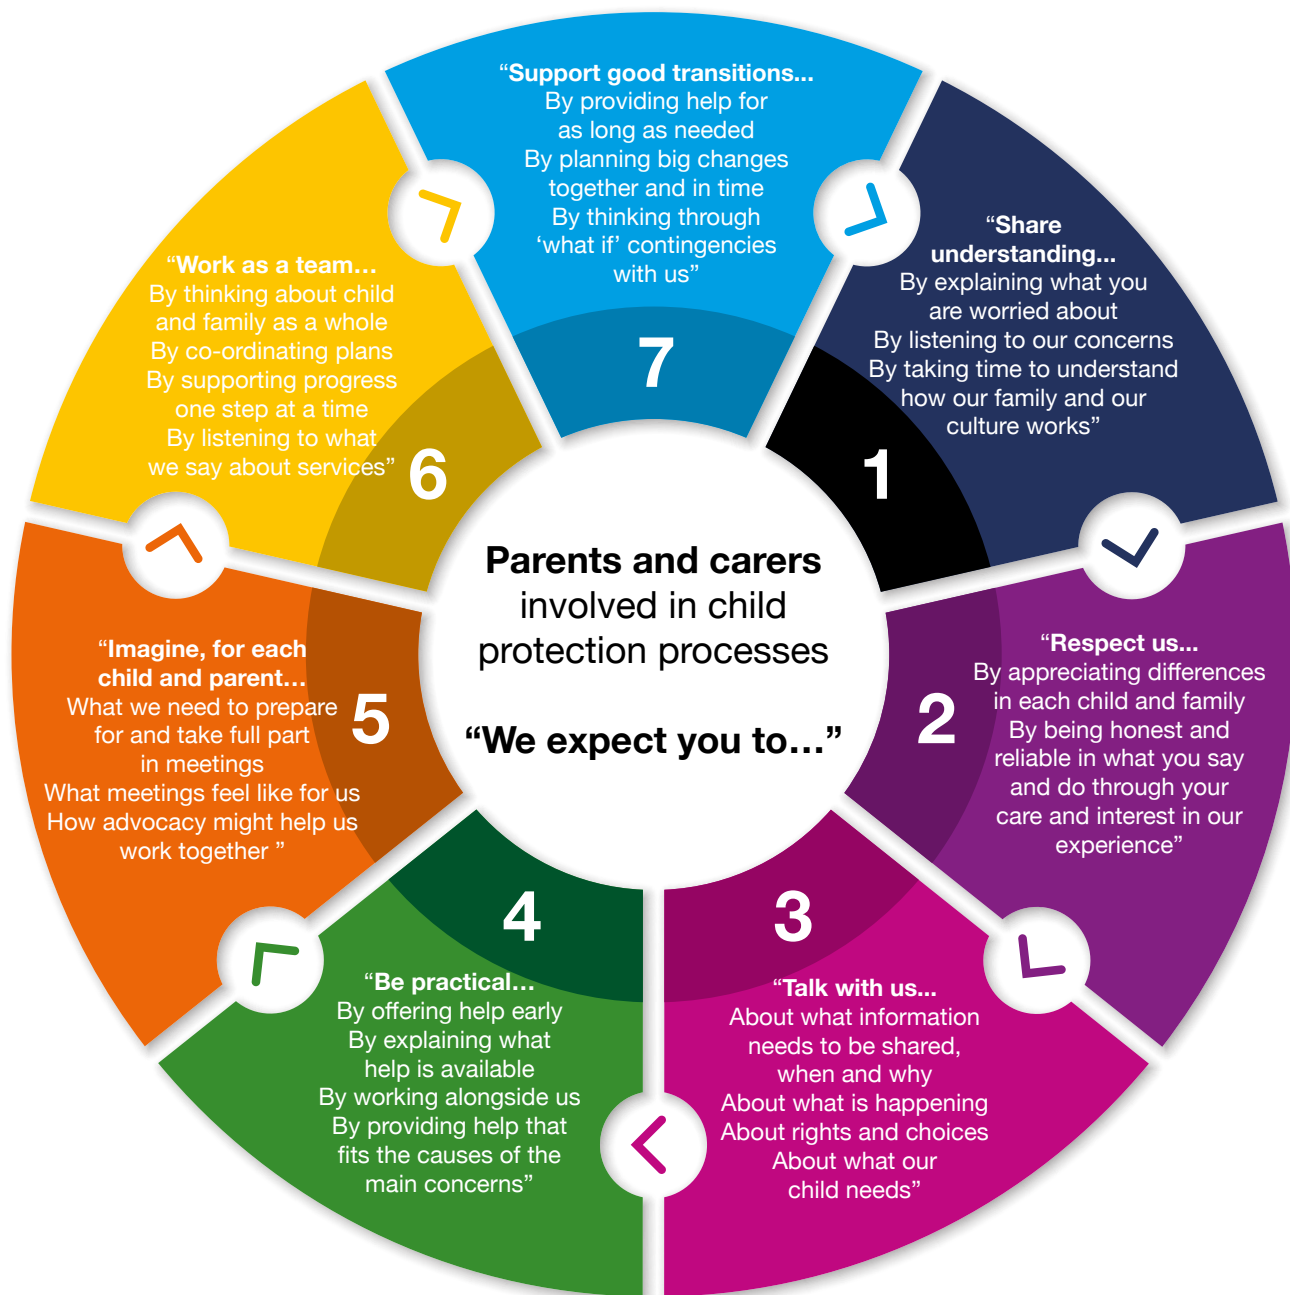 Parents and carers
involved in child
protection processes
“We expect you to…”
1
“Share
understanding...
By explaining what you
are worried about
By listening to our concerns
By taking time to understand
how our family and our
culture works”
2
“Respect us...
By appreciating differences
in each child and family
By being honest and
reliable in what you say
and do through your
care and interest in our
experience”
3
“Talk with us...
About what information
needs to be shared,
when and why
About what is happening
About rights and choices
About what our
child needs”
4
“Be practical…
By offering help early
By explaining what
help is available
By working alongside us
By providing help that
fits the causes of the
main concerns”
5
“Imagine, for each
child and parent…
What we need to prepare
for and take full part
in meetings
What meetings feel like for us
How advocacy might help us
work together ”
6
“Work as a team…
By thinking about child
and family as a whole
By co-ordinating plans
By supporting progress
one step at a time
By listening to what
we say about services”
7
“Support good transitions...
By providing help for
as long as needed
By planning big changes
together and in time
By thinking through
‘what if’ contingencies
with us”